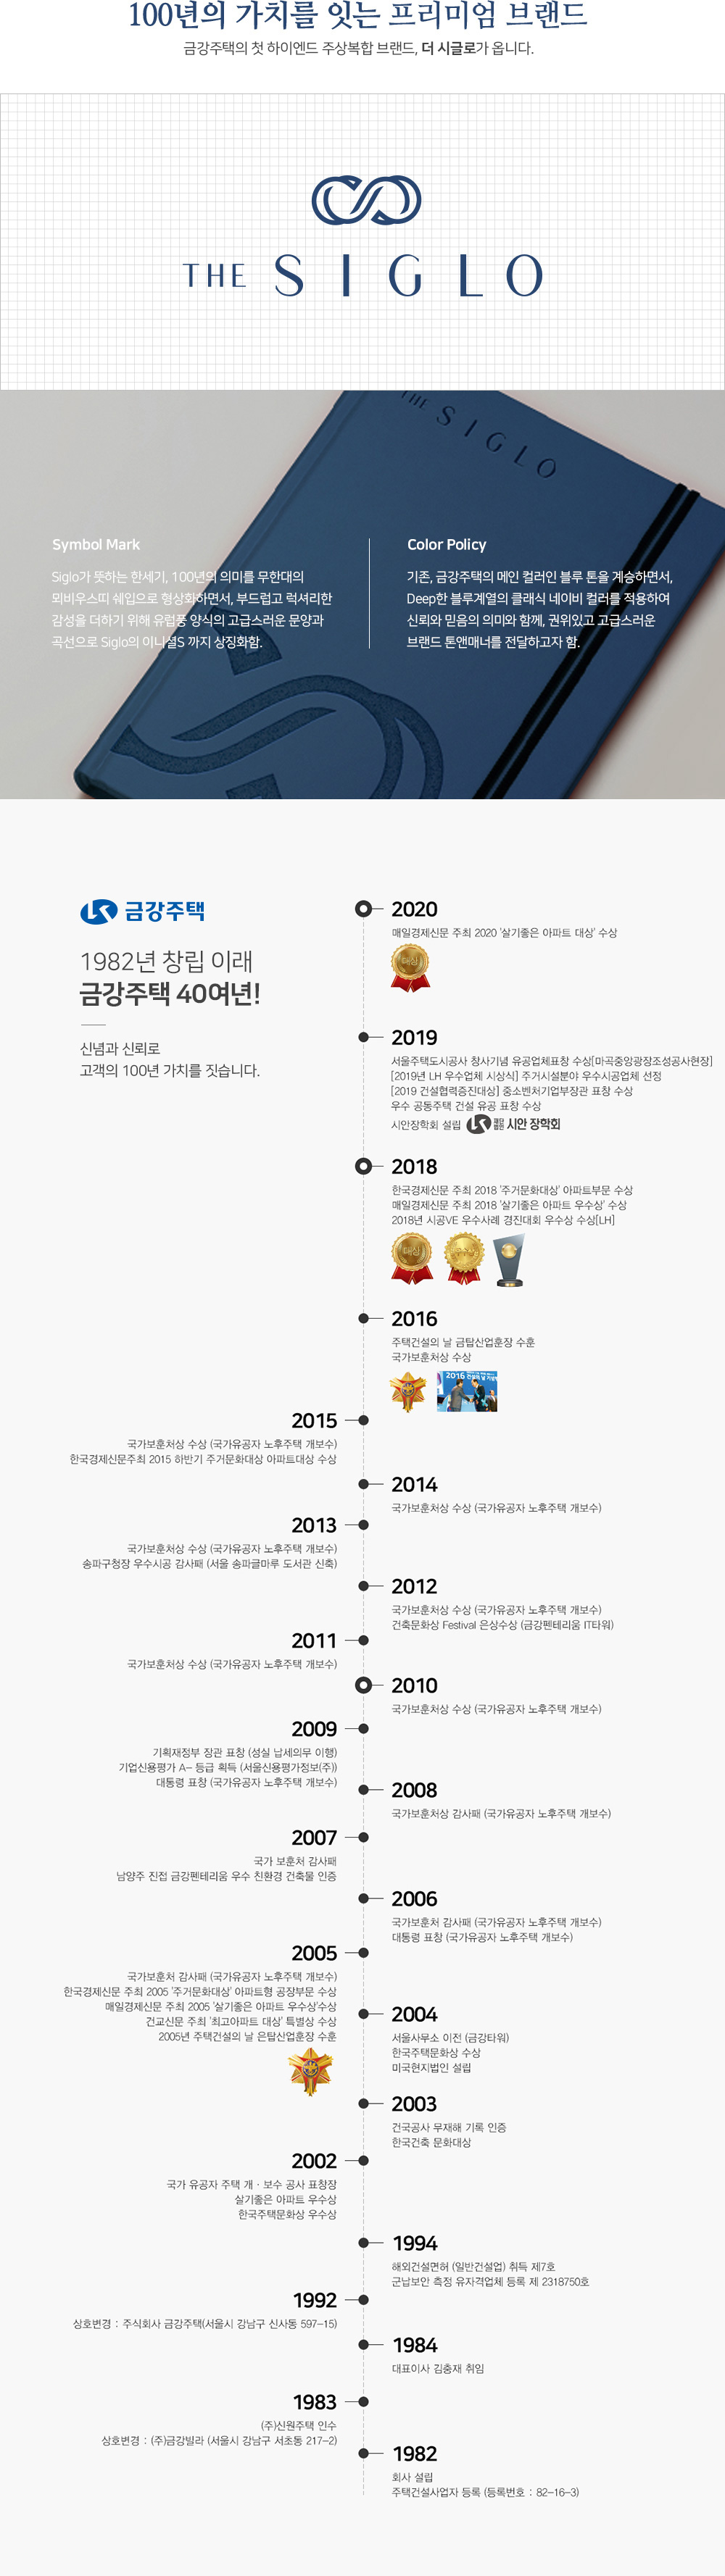 100년의 가치를 잇는 프리미엄 브랜드
금강주택의 첫 하이엔드 주상복합 브랜드, 더 시글로가 옵니다.
THE SIGLO
THE SIGLO
Symbol Mark
Siglo가 뜻하는 한세기, 100년의 의미를 무한대의
뫼비우스띠 쉐입으로 형상화하면서, 부드럽고 럭셔리한
감성을 더하기 위해 유럽풍 양식의 고급스러운 문양과
곡선으로 Siglo의 이니셜S 까지 상징화함.
Color Policy
기존, 금강주택의 메인 컬러인 블루 톤을 계승하면서,
Deep한 블루계열의 클래식 네이비 컬러를 적용하여
신뢰와 믿음의 의미와 함께, 권위있고 고급스러운
브랜드 톤앤매너를 전달하고자 함.
금강주택
1982년 창립 이래
금강주택 40여년!
신념과 신뢰로
고객의 100년 가치를 짓습니다.
2020
매일경제신문 주최 2020 '살기좋은 아파트 대상' 수상
대상
2019
서울주택도시공사 창사기념 유공업체표창 수상[마곡중앙광장조성공사현장]
[2019년 LH 우수업체 시상식] 주거시설분야 우수시공업체 선정
[2019 건설협력증진대상] 중소벤처기업부장관 표창 수상
우수 공동주택 건설 유공 표창 수상
시안장학회 설립 재단법인 시안 장학회
2018
한국경제신문 주최 2018 '주거문화대상' 아파트부문 수상
매일경제신문 주최 2018 '살기좋은 아파트 우수상' 수상
2018년 시공VE 우수사례 경진대회 우수상 수상[LH]
대상
2016
주택건설의 날 금탑산업훈장 수훈
국가보훈처상 수상
2015
국가보훈처상 수상 (국가유공자 노후주택 개보수)
한국경제신문주최 2015 하반기 주거문화대상 아파트대상 수상
2014
국가보훈처상 수상 (국가유공자 노후주택 개보수)
2013
국가보훈처상 수상 (국가유공자 노후주택 개보수)
송파구청장 우수시공 감사패 (서울 송파글마루 도서관 신축)
2012
국가보훈처상 수상 (국가유공자 노후주택 개보수)
건축문화상 Festival 은상수상 (금강펜테리움 IT타워)
2011
국가보훈처상 수상 (국가유공자 노후주택 개보수)
2010
국가보훈처상 수상 (국가유공자 노후주택 개보수)
2009
기획재정부 장관 표창 (성실 납세의무 이행)
기업신용평가 A- 등급 획득 (서울신용평가정보(주))
대통령 표창 (국가유공자 노후주택 개보수)
2008
국가보훈처상 감사패 (국가유공자 노후주택 개보수)
2007
국가 보훈처 감사패
남양주 진접 금강펜테리움 우수 친환경 건축물 인증
2006
국가보훈처 감사패 (국가유공자 노후주택 개보수)
대통령 표창 (국가유공자 노후주택 개보수)
2005
국가보훈처 감사패 (국가유공자 노후주택 개보수)
한국경제신문 주최 2005 '주거문화대상' 아파트형 공장부문 수상
매일경제신문 주최 2005 '살기좋은 아파트 우수상'수상
건교신문 주최 '최고아파트 대상' 특별상 수상
2005년 주택건설의 날 은탑산업훈장 수훈
2004
서울사무소 이전 (금강타워)
한국주택문화상 수상
미국현지법인 설립
2003
건국공사 무재해 기록 인증
한국건축 문화대상
2002
국가 유공자 주택 개 · 보수 공사 표창장
살기좋은 아파트 우수상
한국주택문화상 우수상
1994
해외건설면허 (일반건설업) 취득 제7호
군납보안 측정 유자격업체 등록 제 2318750호
1992
상호변경 : 주식회사 금강주택(서울시 강남구 신사동 597-15)
1984
대표이사 김충재 취임
1983
(주)신원주택 인수
상호변경 : (주)금강빌라 (서울시 강남구 서초동 217-2)
1982
회사 설립
주택건설사업자 등록 (등록번호 : 82-16-3)